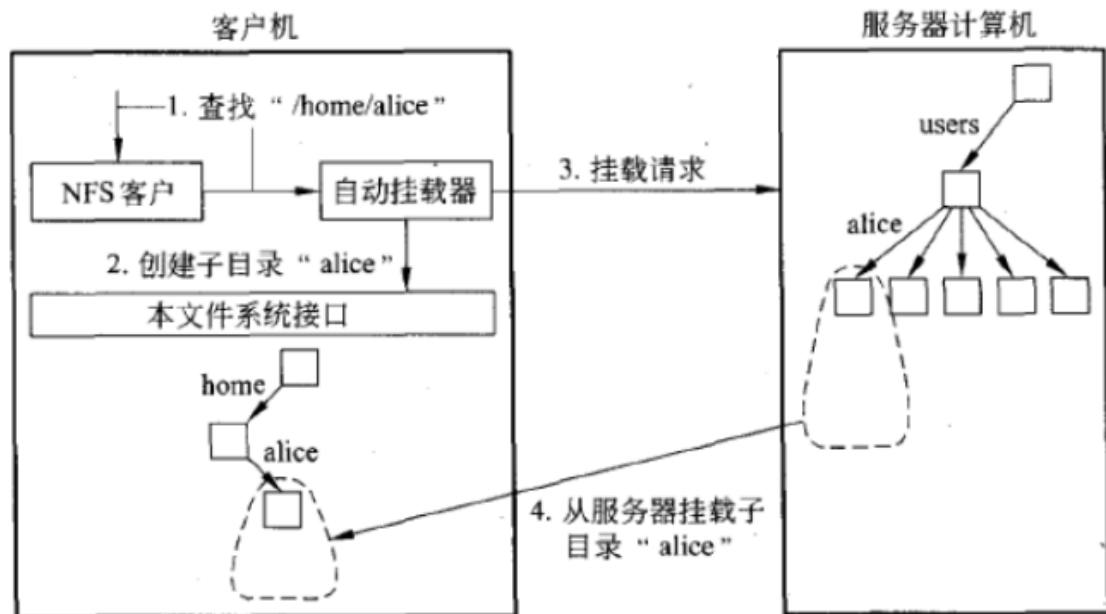 客户机
服务器计算机
1. 查找“/home/alice”
NFS 客户
自动挂载器
3. 挂载请求
2. 创建子目录“alice”
本文件系统接口
home
alice
users
alice
4. 从服务器挂载子
目录“alice”